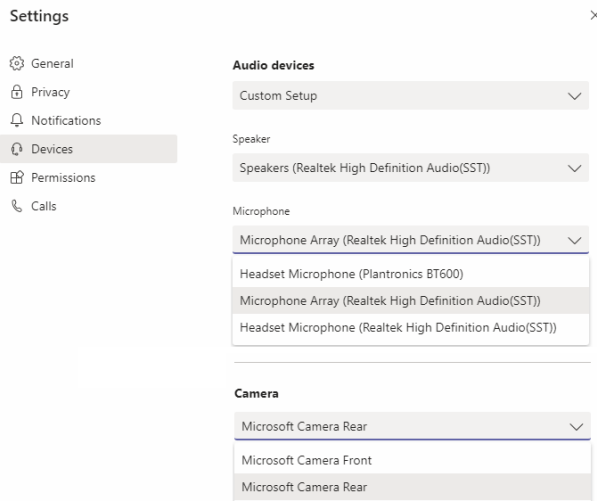 Settings
General
Privacy
Notifications
Devices
Permissions
Calls
Audio devices
Custom Setup
Speaker
Speakers (Realtek High Definition Audio(SST))
Microphone
Microphone Array (Realtek High Definition Audio(SST))
Headset Microphone (Plantronics BT600)
Microphone Array (Realtek High Definition Audio(SST))
Headset Microphone (Realtek High Definition Audio(SST))
Camera
Microsoft Camera Rear
Microsoft Camera Front
Microsoft Camera Rear